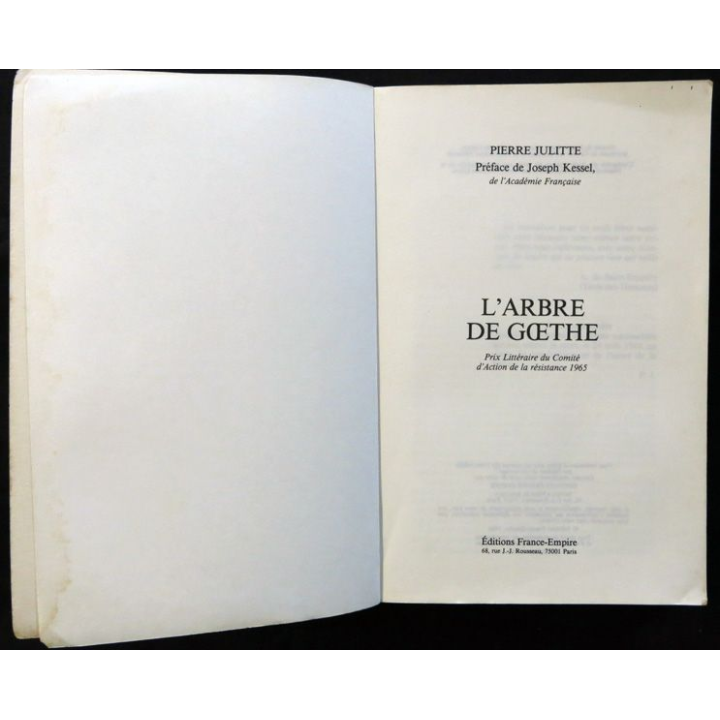 PIERRE JULITTE
Préface de Joseph Kessel,
de l'Académie Française
L'ARBRE
DE GŒTHE
Prix Littéraire du Comité
d'Action de la résistance 1965
Éditions France-Empire
68, rue J.-J. Rousseau, 75001 Paris